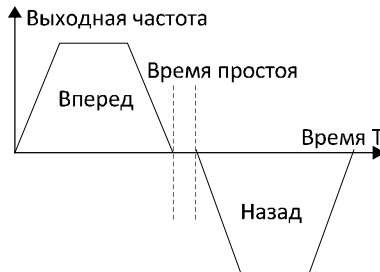 Выходная частота
Время простоя
Вперед
Время Т
Назад